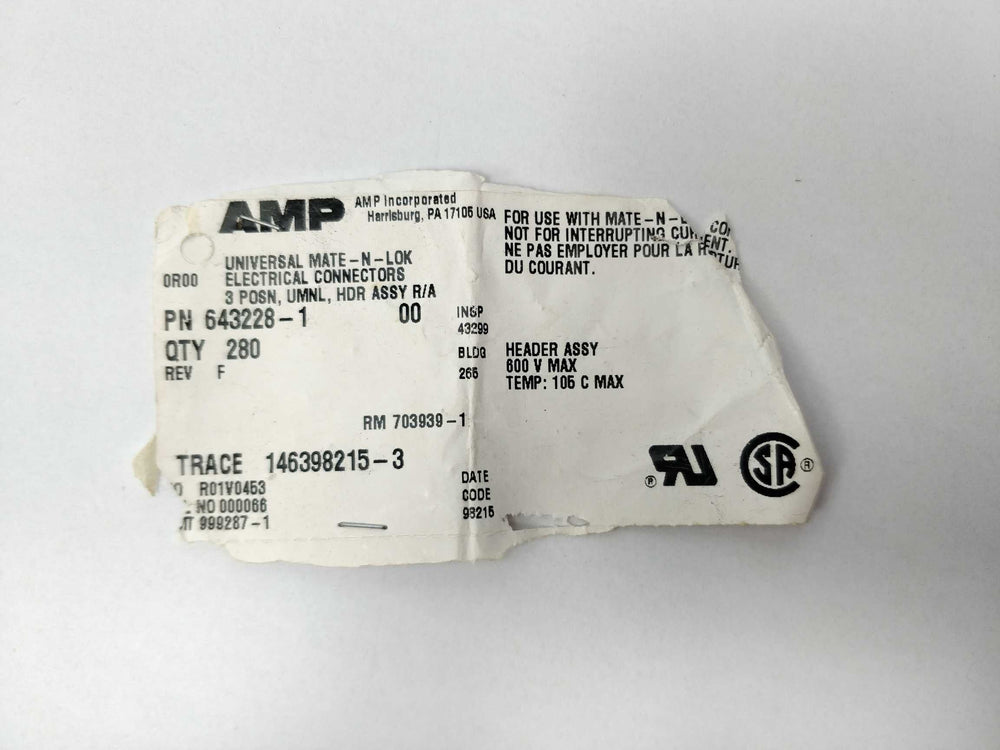 AMP
AMP Incorporated
Harrisburg, PA 17105 USA
0R00
UNIVERSAL MATE-N-LOK
ELECTRICAL CONNECTORS
3 POSN, UMNL, HDR ASSY R/A
PN 643228-1 00
QTY 280
REV F
INSP
43299
BLDG
265
RM 703939-1
TRACE 146398215-3
R01V0453
NO 000066
999287-1
DATE
CODE
98215
FOR USE WITH MATE-N-
NOT FOR INTERRUPTING
NE PAS EMPLOYER POUR LA
DU COURANT.
HEADER ASSY
600 V MAX
TEMP: 105 C MAX
® RU
SA ®